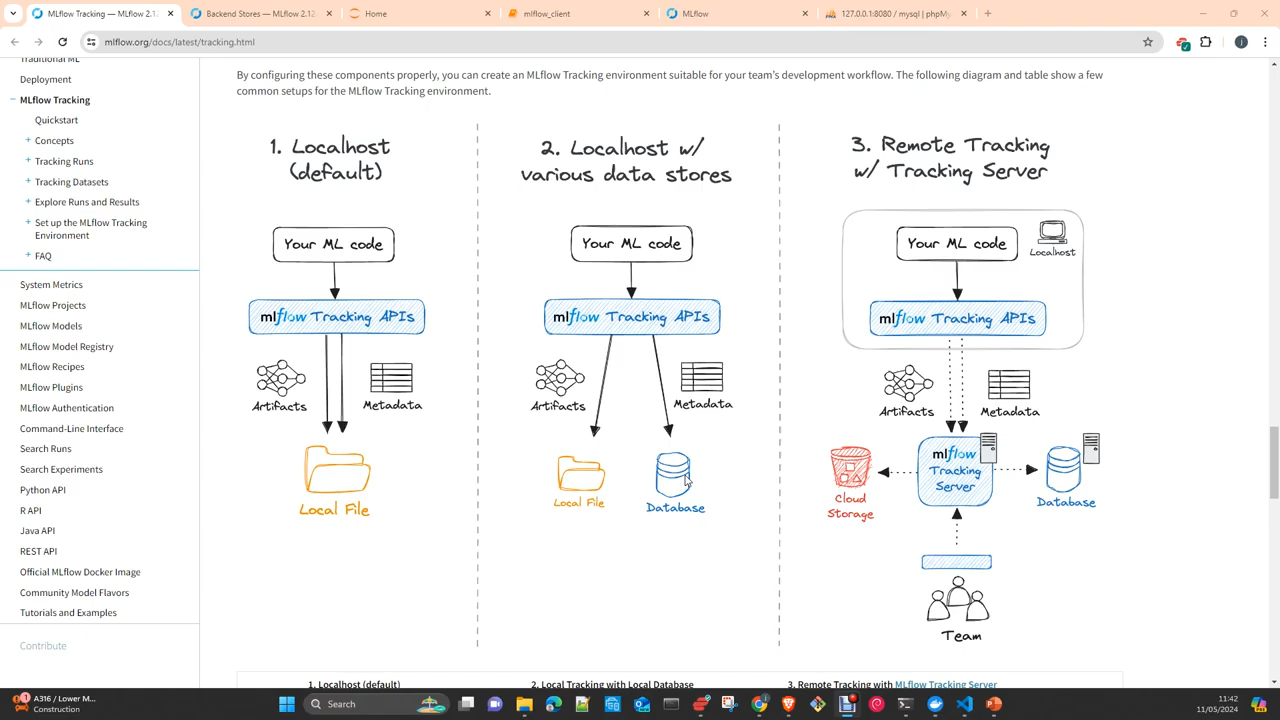 MLflow Tracking — MLflow 2.12
Backend Stores — MLflow 2.12
Home
mlflow_client
MLflow
127.0.0.1:8080 / mysql | phpMy
mlflow.org/docs/latest/tracking.html
Traditional ML
Deployment
MLflow Tracking
Quickstart
Concepts
Tracking Runs
Tracking Datasets
Explore Runs and Results
Set up the MLflow Tracking
Environment
FAQ
System Metrics
MLflow Projects
MLflow Models
MLflow Model Registry
MLflow Recipes
MLflow Plugins
MLflow Authentication
Command-Line Interface
Search Runs
Search Experiments
Python API
R API
Java API
REST API
Official MLflow Docker Image
Community Model Flavors
Tutorials and Examples
Contribute
By configuring these components properly, you can create an MLflow Tracking environment suitable for your team's development workflow. The following diagram and table show a few
common setups for the MLflow Tracking environment.
1. Localhost
(default)
Your ML code
mlflow Tracking APIs
Artifacts
Metadata
Local File
2. Localhost w/
various data stores
Your ML code
mlflow Tracking APIs
Artifacts
Metadata
Local File
Database
3. Remote Tracking
w/ Tracking Server
Your ML code
Localhost
mlflow Tracking APIs
Artifacts
Metadata
Cloud
Storage
mlflow
Tracking
Server
Database
Team
1. Localhost (default)
2. Local Tracking with Local Database
3. Remote Tracking with MLflow Tracking Server
A316 / Lower M...
Construction
Search
11:42
11/05/2024